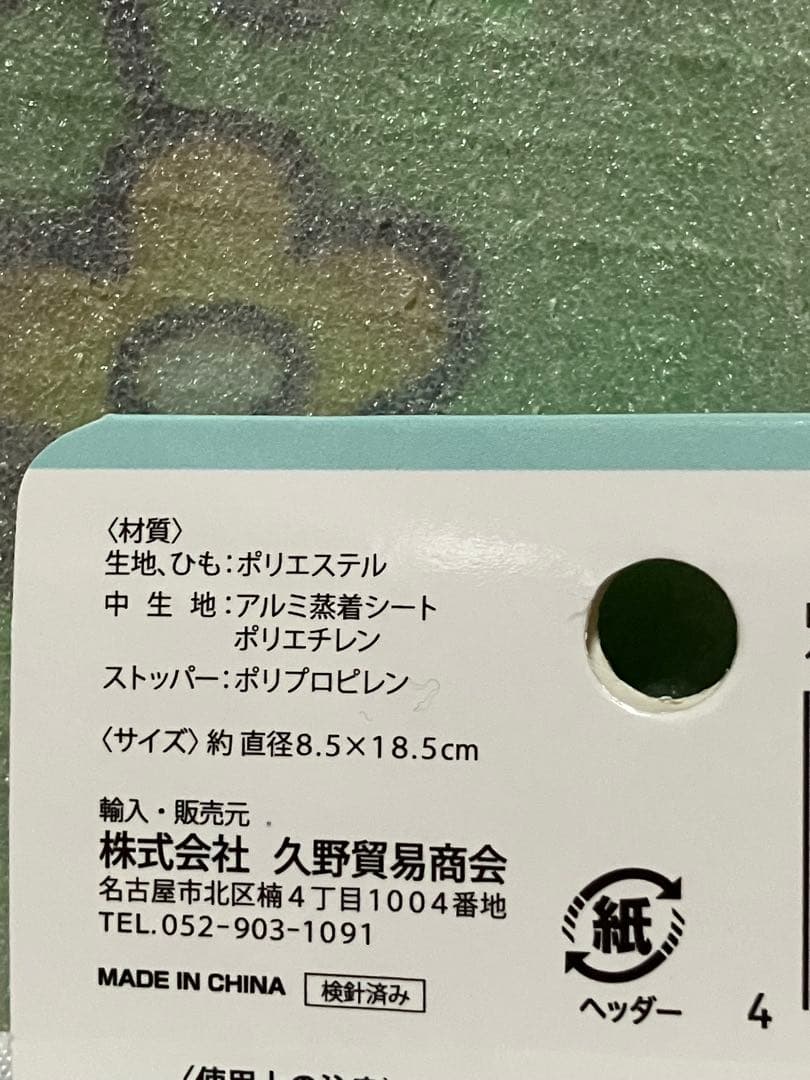 〈材質〉
生地、ひも：ポリエステル
中 生 地：アルミ蒸着シート
ポリエチレン
ストッパー：ポリプロピレン
〈サイズ〉約 直径8.5×18.5cm
輸入・販売元
株式会社 久野貿易商会
名古屋市北区楠4丁目1004番地
TEL.052-903-1091
MADE IN CHINA 検針済み
紙
ヘッダー
4